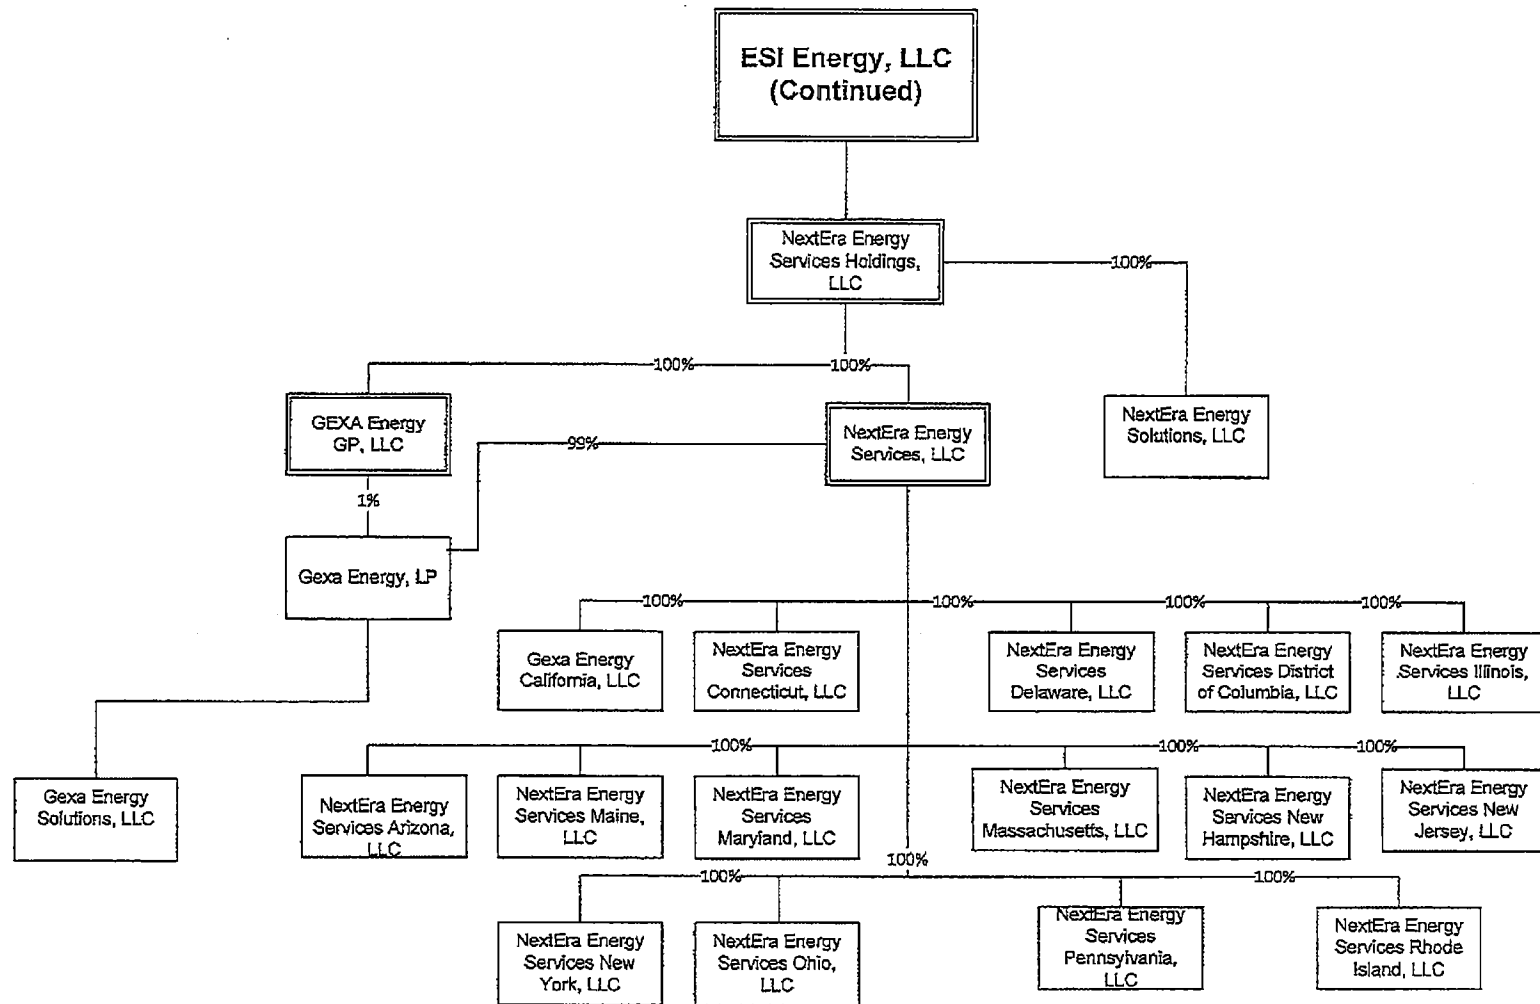 ESI Energy, LLC
(Continued)
NextEra Energy
Services Holdings,
LLC
100%
100%
100%
GEXA Energy
GP, LLC
NextEra Energy
Services, LLC
NextEra Energy
Solutions, LLC
99%
1%
Gexa Energy, LP
100%
100%
100%
100%
Gexa Energy
California, LLC
NextEra Energy
Services
Connecticut, LLC
NextEra Energy
Services
Delaware, LLC
NextEra Energy
Services District
of Columbia, LLC
NextEra Energy
Services Illinois,
LLC
100%
100%
100%
Gexa Energy
Solutions, LLC
NextEra Energy
Services Arizona,
LLC
NextEra Energy
Services Maine,
LLC
NextEra Energy
Services
Maryland, LLC
NextEra Energy
Services
Massachusetts, LLC
NextEra Energy
Services New
Hampshire, LLC
NextEra Energy
Services New
Jersey, LLC
100%
100%
100%
NextEra Energy
Services New
York, LLC
NextEra Energy
Services Ohio,
LLC
NextEra Energy
Services
Pennsylvania,
LLC
NextEra Energy
Services Rhode
Island, LLC